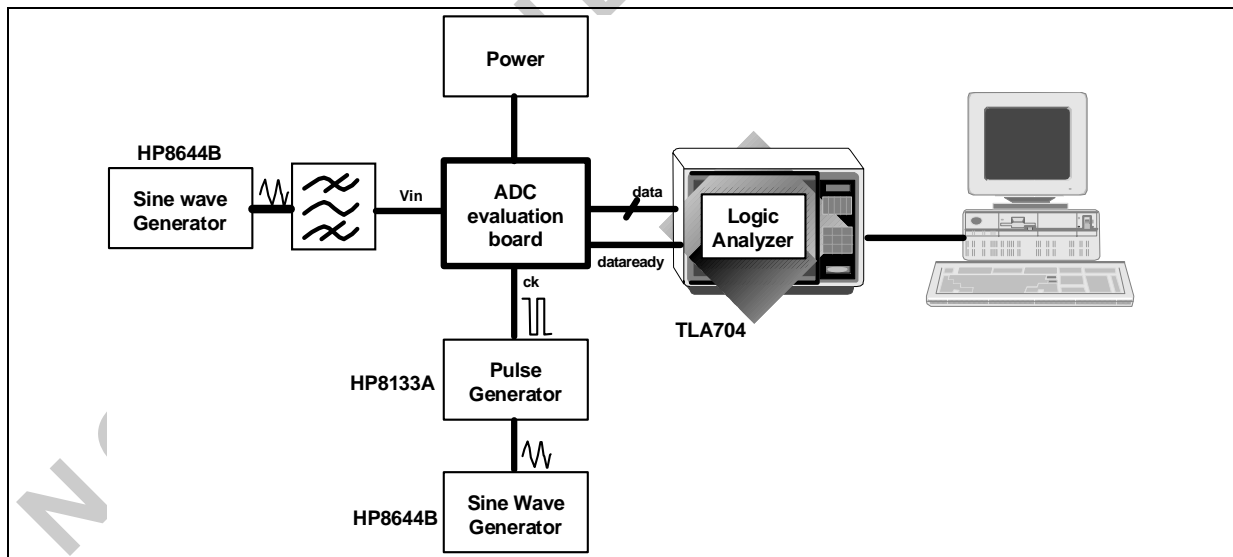 Power
HP8644B
Sine wave
Generator
Vin
ADC
evaluation
board
data
dataready
Logic
Analyzer
TLA704
ck
HP8133A
Pulse
Generator
HP8644B
Sine Wave
Generator